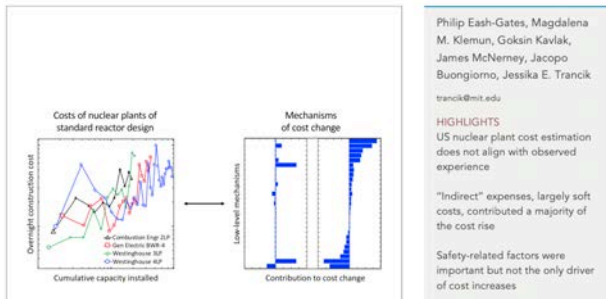 Costs of nuclear plants of
standard reactor design
Overnight construction cost
Combustion Engr 2LP
Gen Electric BWR-4
Westinghouse 3LP
Westinghouse 4LP
Cumulative capacity installed
Mechanisms
of cost change
Low-level mechanisms
Contribution to cost change
Philip Eash-Gates, Magdalena
M. Klemun, Goksin Kavlak,
James McNerney, Jacopo
Buongiorno, Jessika E. Trancik
trancik@mit.edu
HIGHLIGHTS
US nuclear plant cost estimation
does not align with observed
experience
"Indirect" expenses, largely soft
costs, contributed a majority of
the cost rise
Safety-related factors were
important but not the only driver
of cost increases